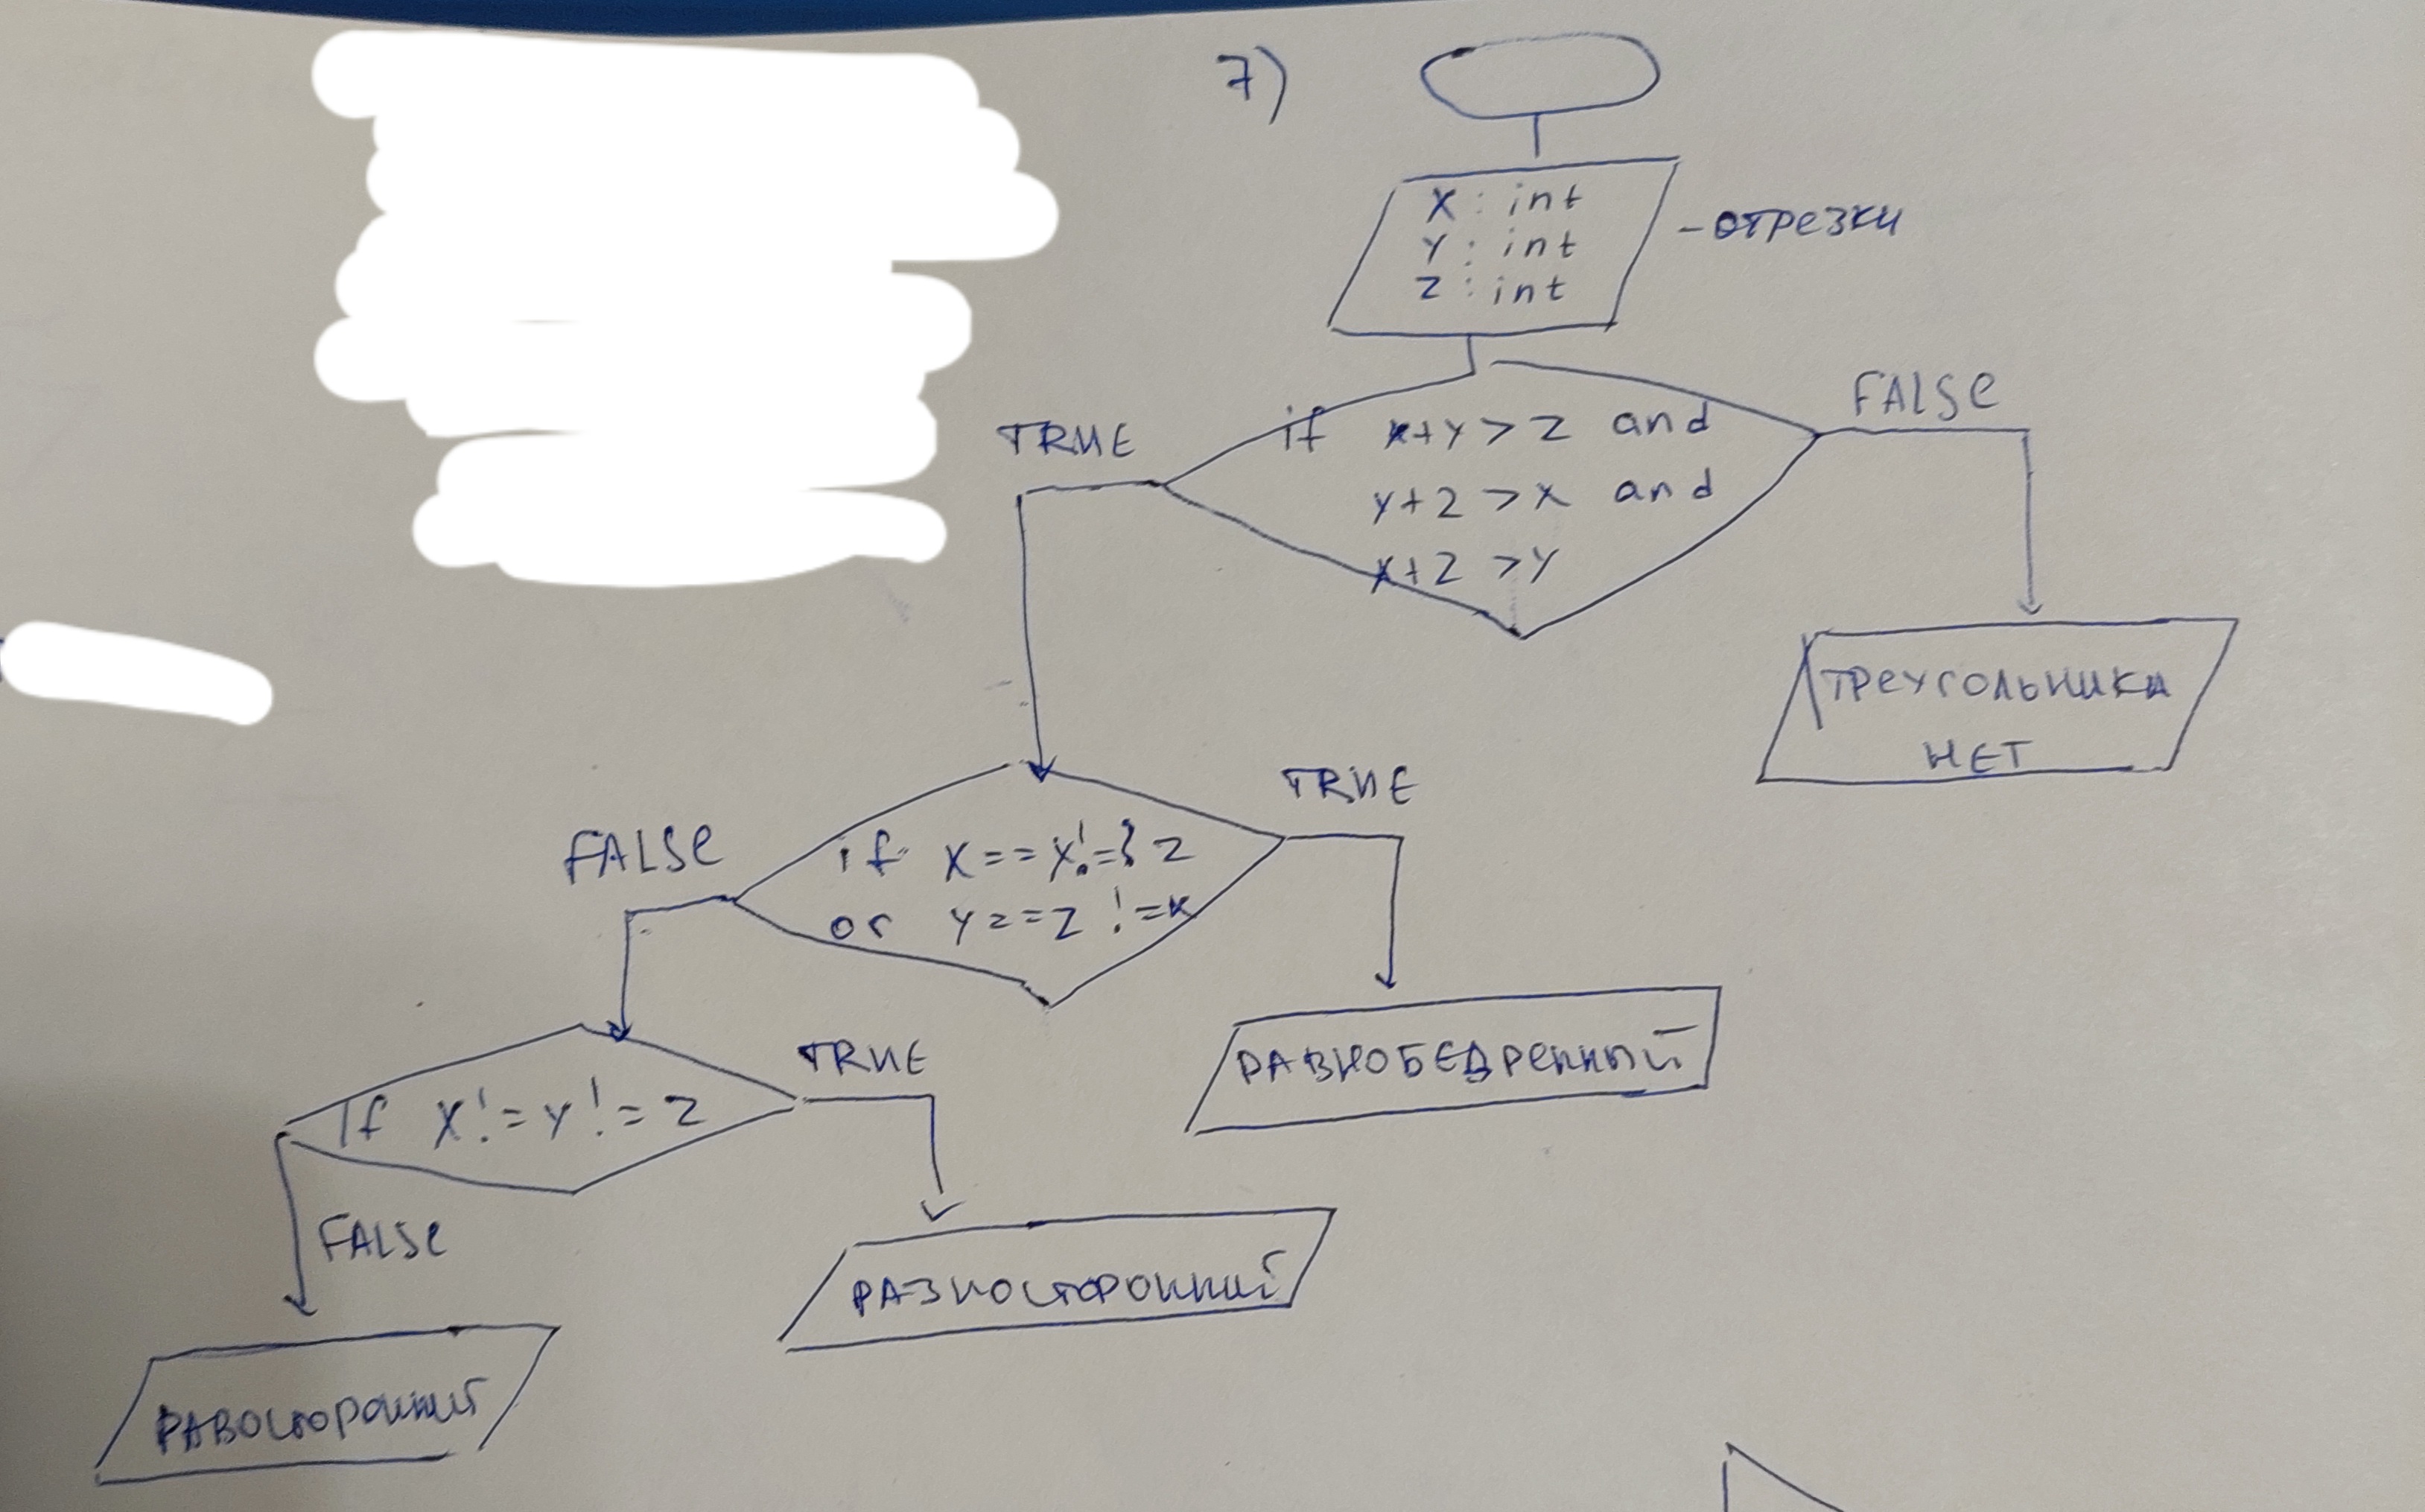 7)
X : int
Y : int
Z : int
- отрезки
TRUE
if x+y > z and
y+z > x and
x+z > y
FALSE
ТРЕУГОЛЬНИКА
НЕТ
FALSE
if x == y != z
or y == z != x
TRUE
РАВНОБЕДРЕННЫЙ
if x != y != z
TRUE
FALSE
РАЗНОСТОРОННИЙ
РАВОСТОРОННИЙ